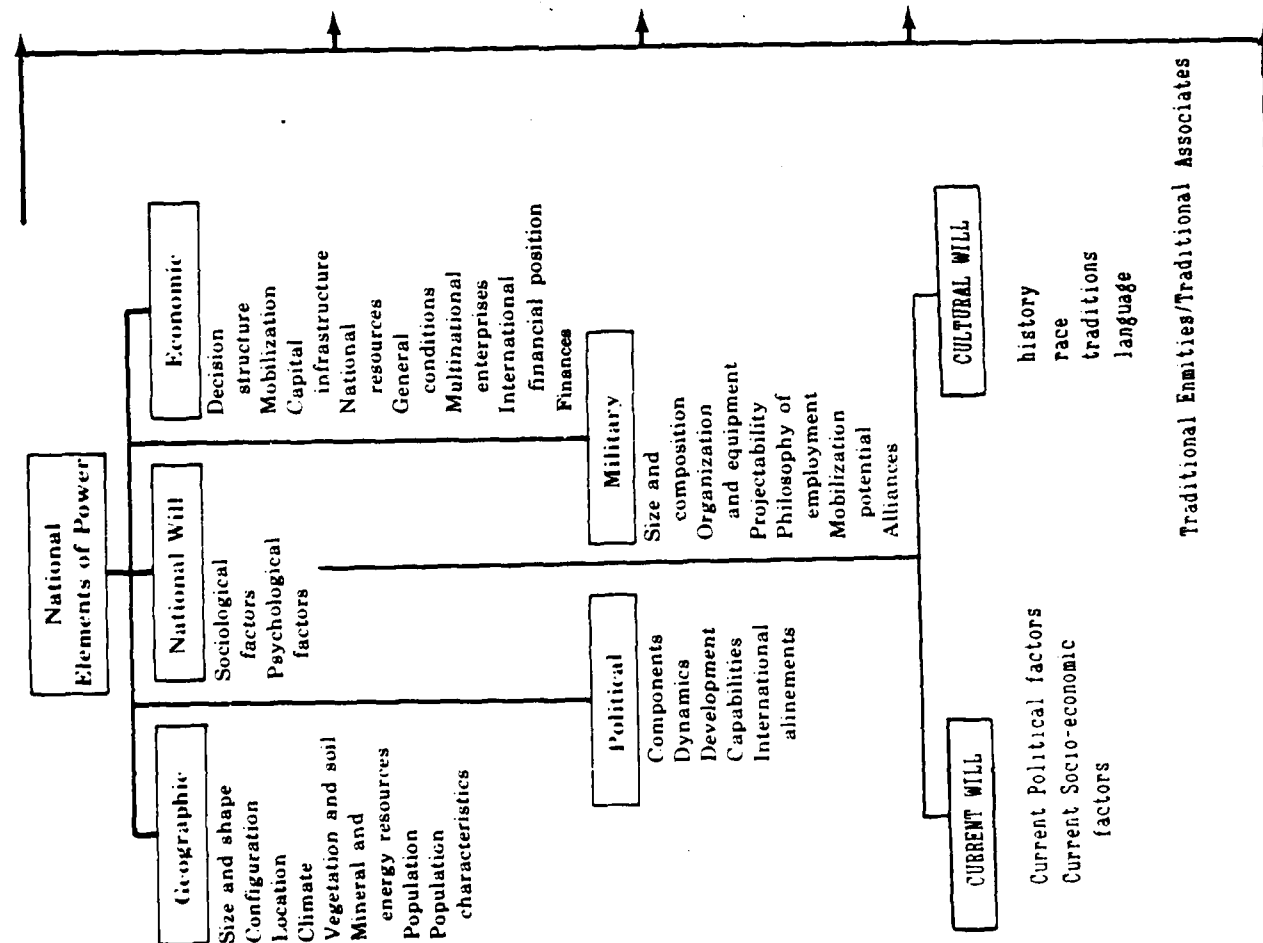 National
Elements of Power
Geographic
Size and shape
Configuration
Location
Climate
Vegetation and soil
Mineral and
energy resources
Population
Population
characteristics
National Will
Sociological
factors
Psychological
factors
Economic
Decision
structure
Mobilization
Capital
infrastructure
National
resources
General
conditions
Multinational
enterprises
International
financial position
Finances
Political
Components
Dynamics
Development
Capabilities
International
alinements
Military
Size and
composition
Organization
and equipment
Projectability
Philosophy of
employment
Mobilization
potential
Alliances
CURRENT WILL
Current Political factors
Current Socio-economic
factors
CULTURAL WILL
history
race
traditions
language
Traditional Enmities/Traditional Associates